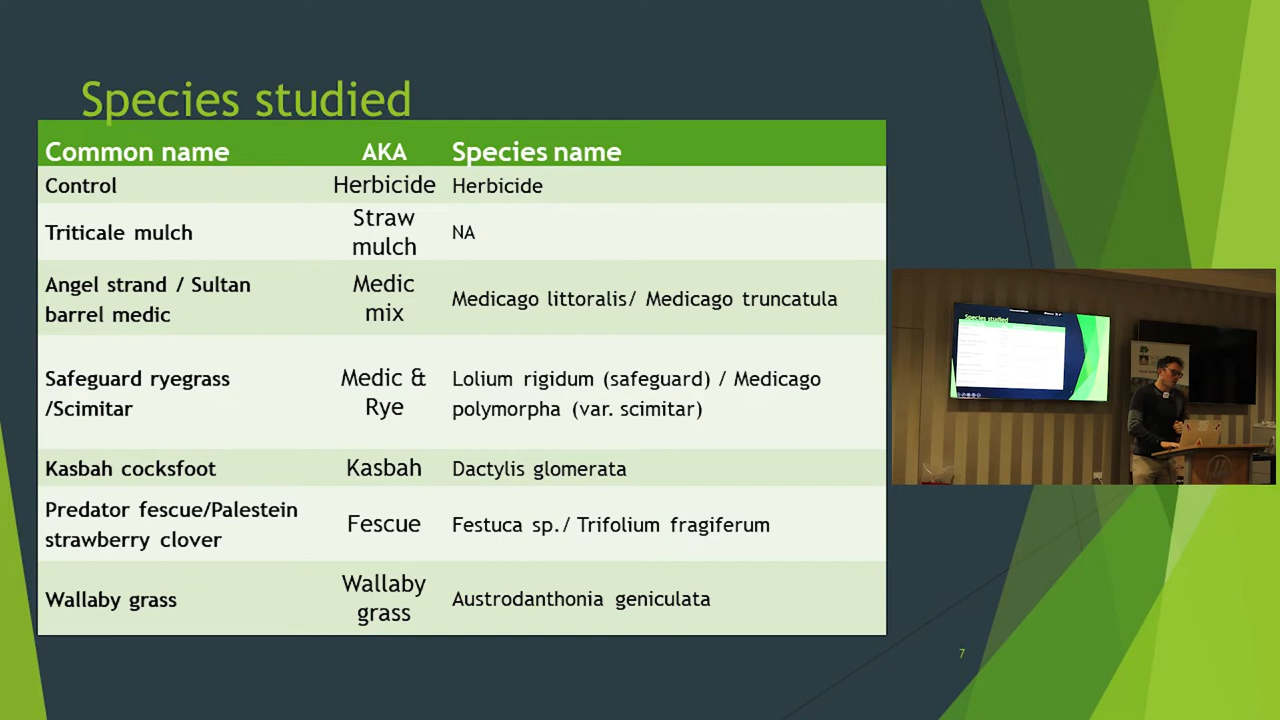 Species studied
Common name AKA Species name
Control Herbicide Herbicide
Triticale mulch Straw mulch NA
Angel strand / Sultan barrel medic Medic mix Medicago littoralis/ Medicago truncatula
Safeguard ryegrass /Scimitar Medic & Rye Lolium rigidum (safeguard) / Medicago polymorpha (var. scimitar)
Kasbah cocksfoot Kasbah Dactylis glomerata
Predator fescue/Palestein strawberry clover Fescue Festuca sp./ Trifolium fragiferum
Wallaby grass Wallaby grass Austrodanthonia geniculata
7
Species studied